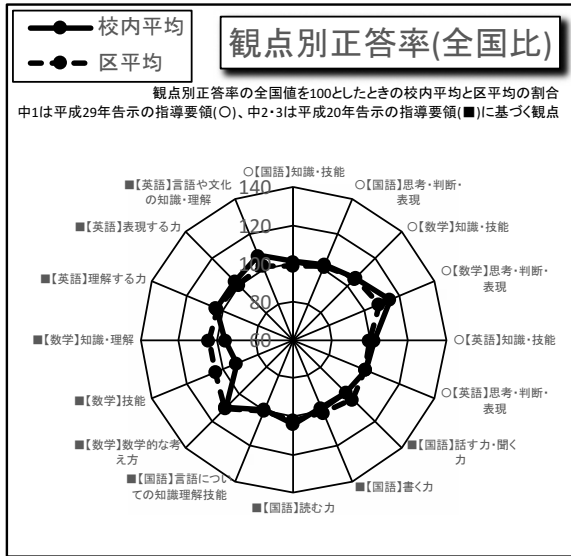 校内平均
区平均
観点別正答率(全国比)
観点別正答率の全国値を100としたときの校内平均と区平均の割合
中1は平成29年告示の指導要領(〇)、中2・3は平成20年告示の指導要領(■)に基づく観点
〇【国語】知識・技能
〇【国語】思考・判断・
表現
〇【数学】知識・技能
〇【数学】思考・判断・
表現
〇【英語】知識・技能
〇【英語】思考・判断・
表現
■【国語】話す力・聞く
力
■【国語】書く力
■【国語】読む力
■【国語】言語につい
ての知識理解技能
■【数学】数学的な考
え方
■【数学】技能
■【数学】知識・理解
■【英語】理解する力
■【英語】表現する力
■【英語】言語や文化
の知識・理解
140
120
100
80
60